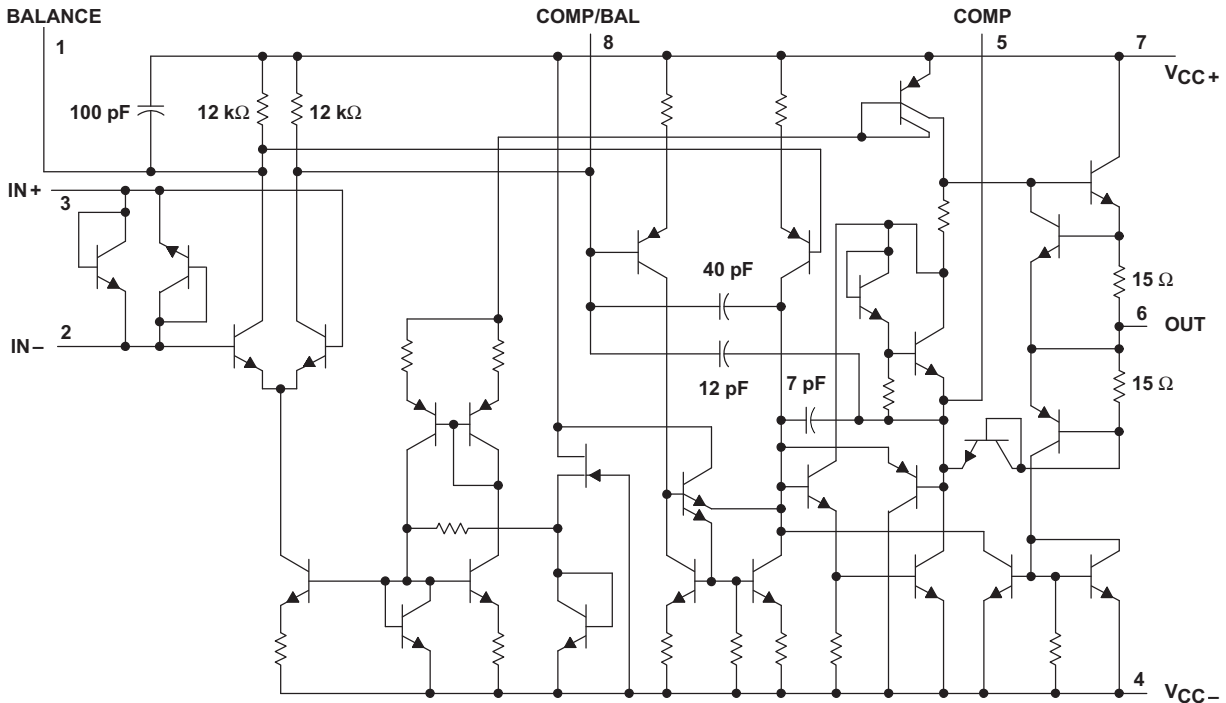 BALANCE
COMP/BAL
COMP
1
8
5
7
VCC+
100 pF
12 kΩ
12 kΩ
IN+
3
40 pF
15 Ω
6
OUT
2
IN−
12 pF
7 pF
15 Ω
4
VCC−